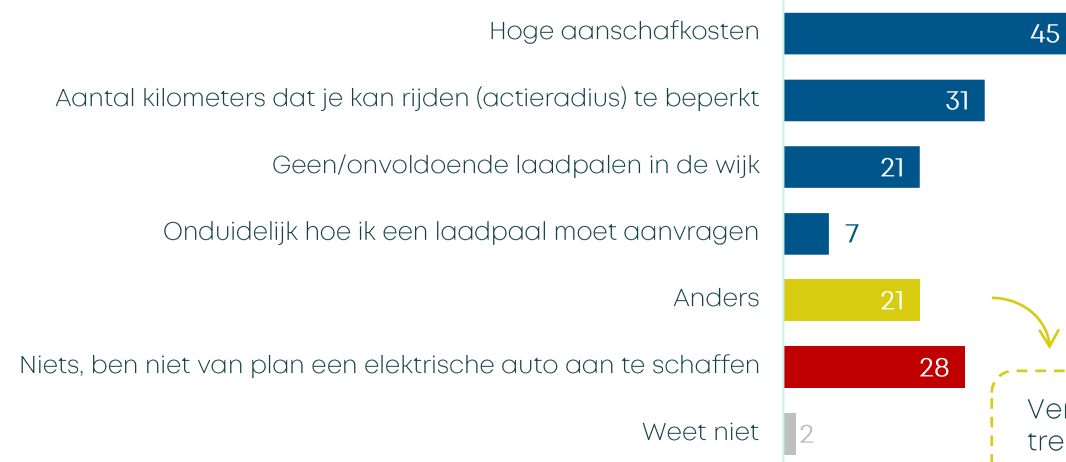 Hoge aanschafkosten 45
Aantal kilometers dat je kan rijden (actieradius) te beperkt 31
Geen/onvoldoende laadpalen in de wijk 21
Onduidelijk hoe ik een laadpaal moet aanvragen 7
Anders 21
Niets, ben niet van plan een elektrische auto aan te schaffen 28
Weet niet 2